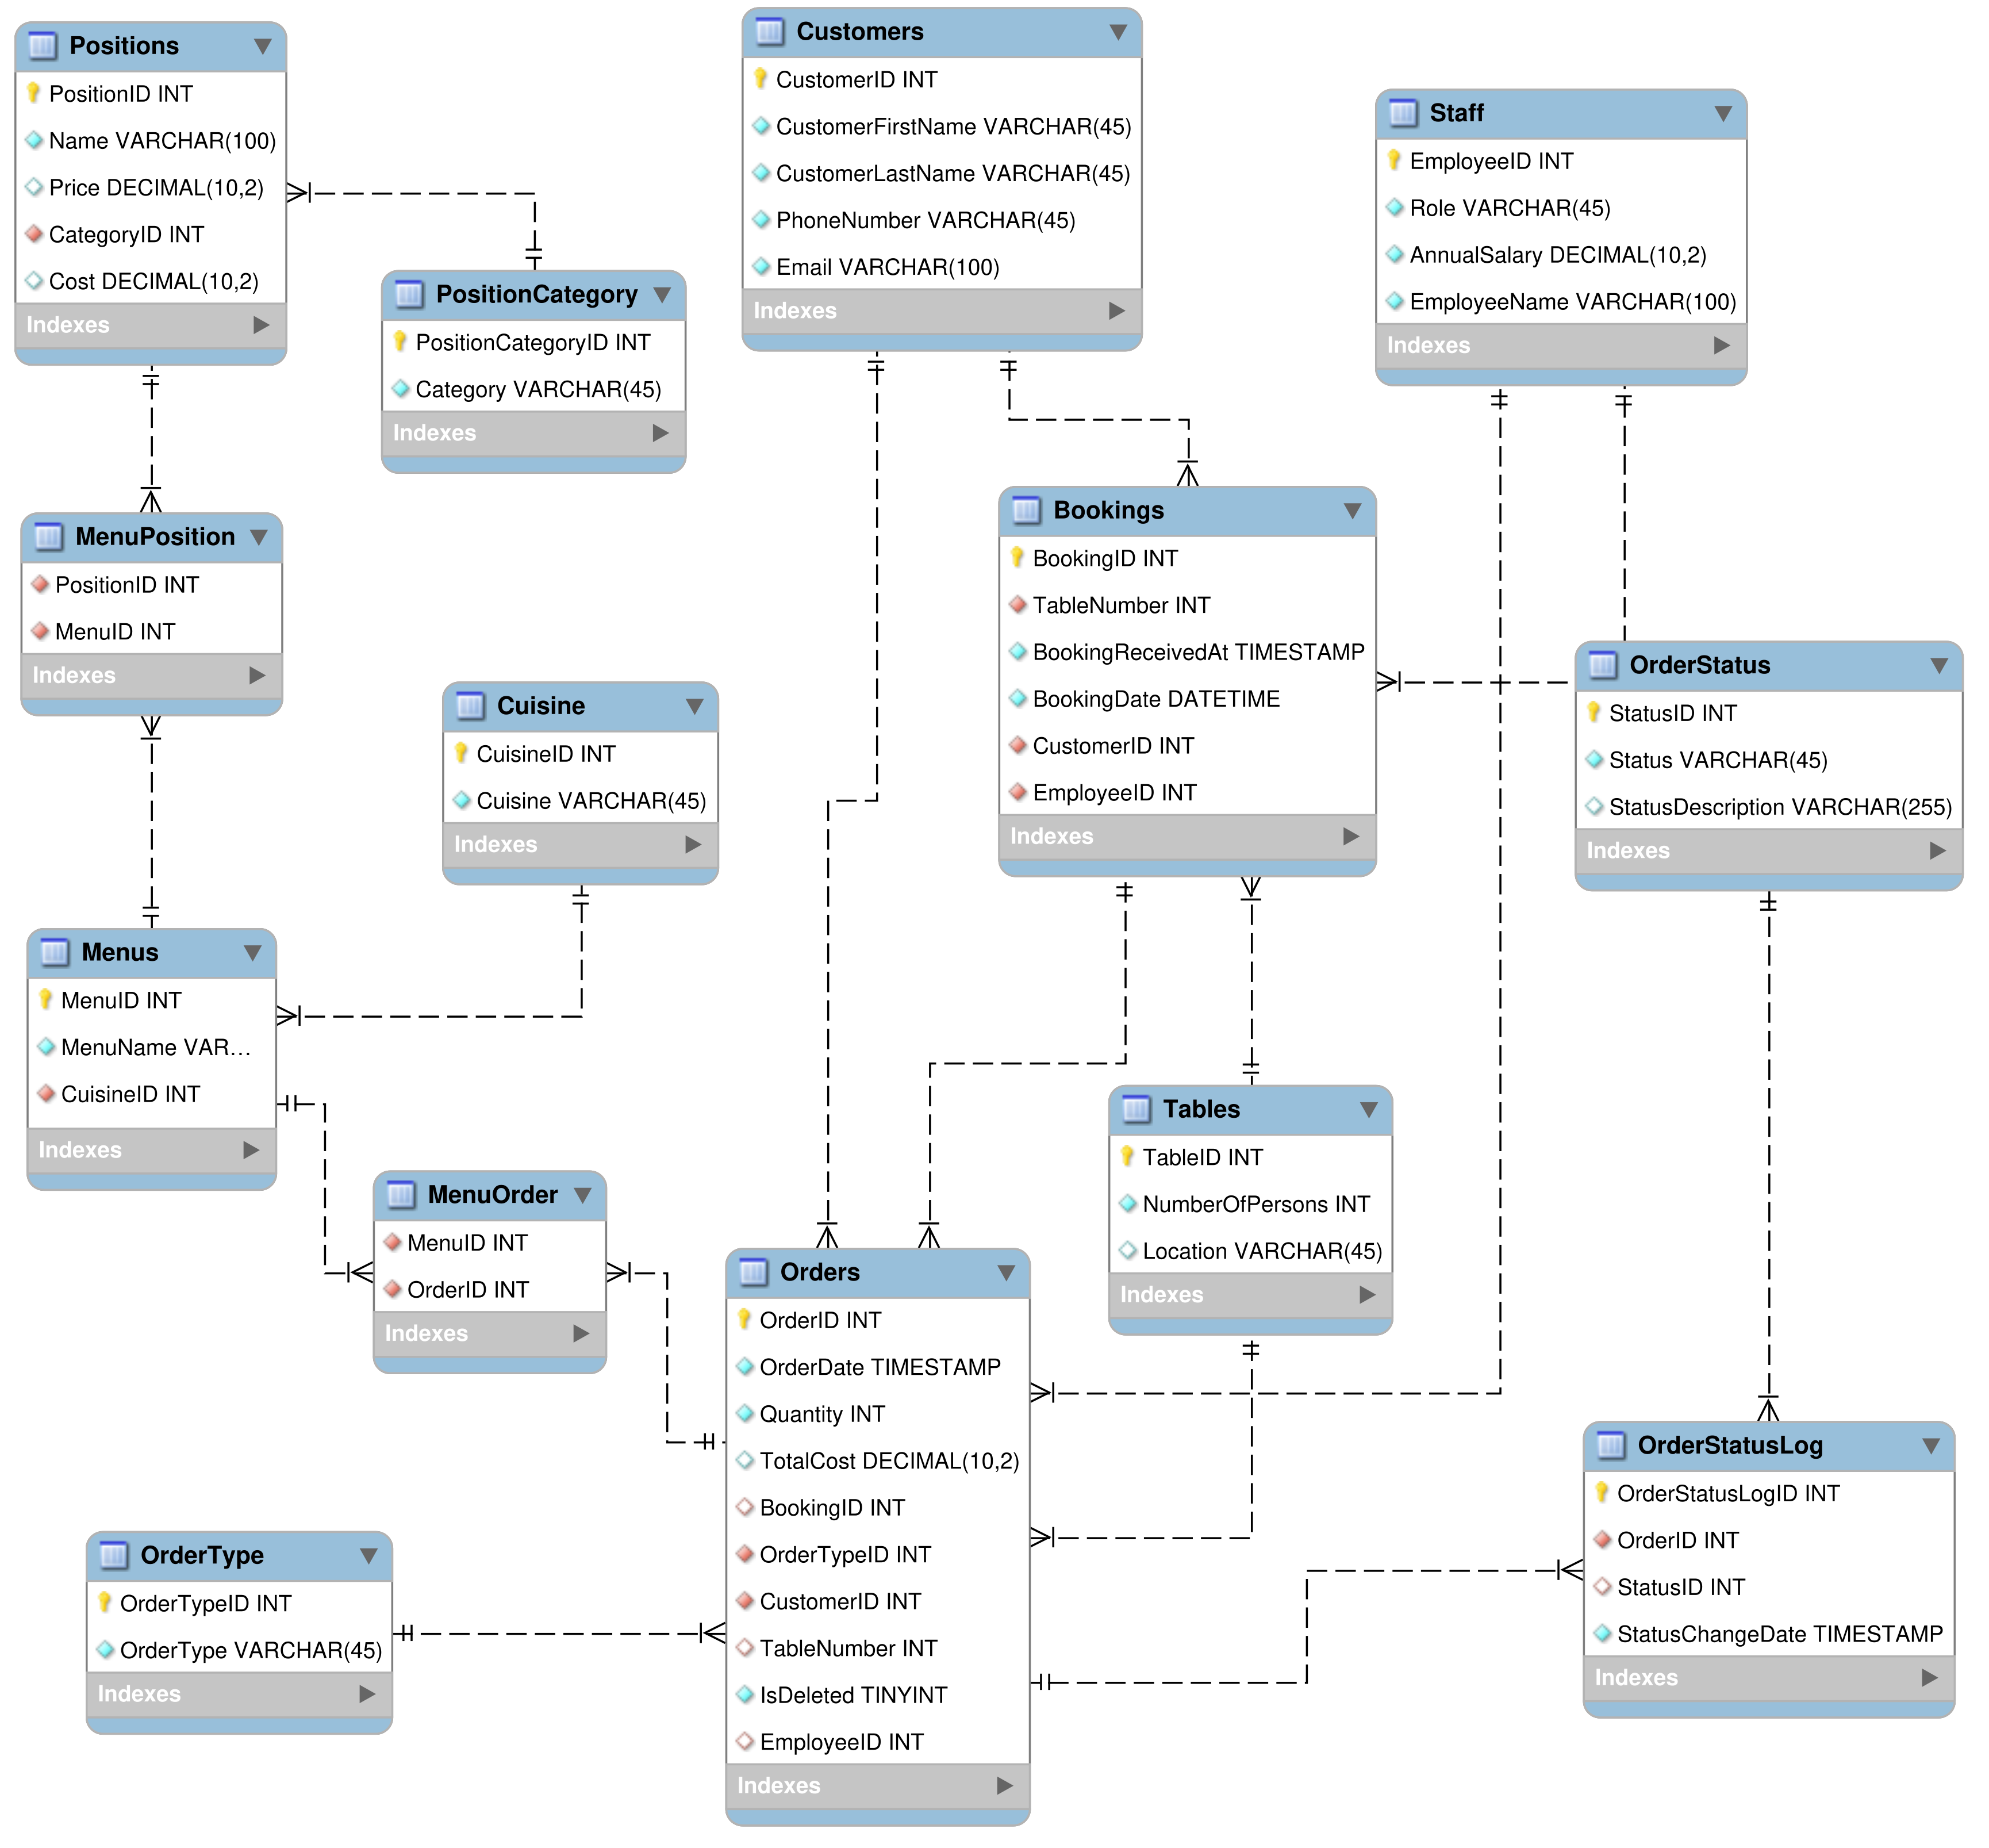 Positions
PositionID INT
Name VARCHAR(100)
Price DECIMAL(10,2)
CategoryID INT
Cost DECIMAL(10,2)
Indexes
PositionCategory
PositionCategoryID INT
Category VARCHAR(45)
Indexes
Customers
CustomerID INT
CustomerFirstName VARCHAR(45)
CustomerLastName VARCHAR(45)
PhoneNumber VARCHAR(45)
Email VARCHAR(100)
Indexes
Staff
EmployeeID INT
Role VARCHAR(45)
AnnualSalary DECIMAL(10,2)
EmployeeName VARCHAR(100)
Indexes
MenuPosition
PositionID INT
MenuID INT
Indexes
Cuisine
CuisineID INT
Cuisine VARCHAR(45)
Indexes
Bookings
BookingID INT
TableNumber INT
BookingReceivedAt TIMESTAMP
BookingDate DATETIME
CustomerID INT
EmployeeID INT
Indexes
OrderStatus
StatusID INT
Status VARCHAR(45)
StatusDescription VARCHAR(255)
Indexes
Menus
MenuID INT
MenuName VAR...
CuisineID INT
Indexes
MenuOrder
MenuID INT
OrderID INT
Indexes
Tables
TableID INT
NumberOfPersons INT
Location VARCHAR(45)
Indexes
Orders
OrderID INT
OrderDate TIMESTAMP
Quantity INT
TotalCost DECIMAL(10,2)
BookingID INT
OrderTypeID INT
CustomerID INT
TableNumber INT
IsDeleted TINYINT
EmployeeID INT
Indexes
OrderType
OrderTypeID INT
OrderType VARCHAR(45)
Indexes
OrderStatusLog
OrderStatusLogID INT
OrderID INT
StatusID INT
StatusChangeDate TIMESTAMP
Indexes